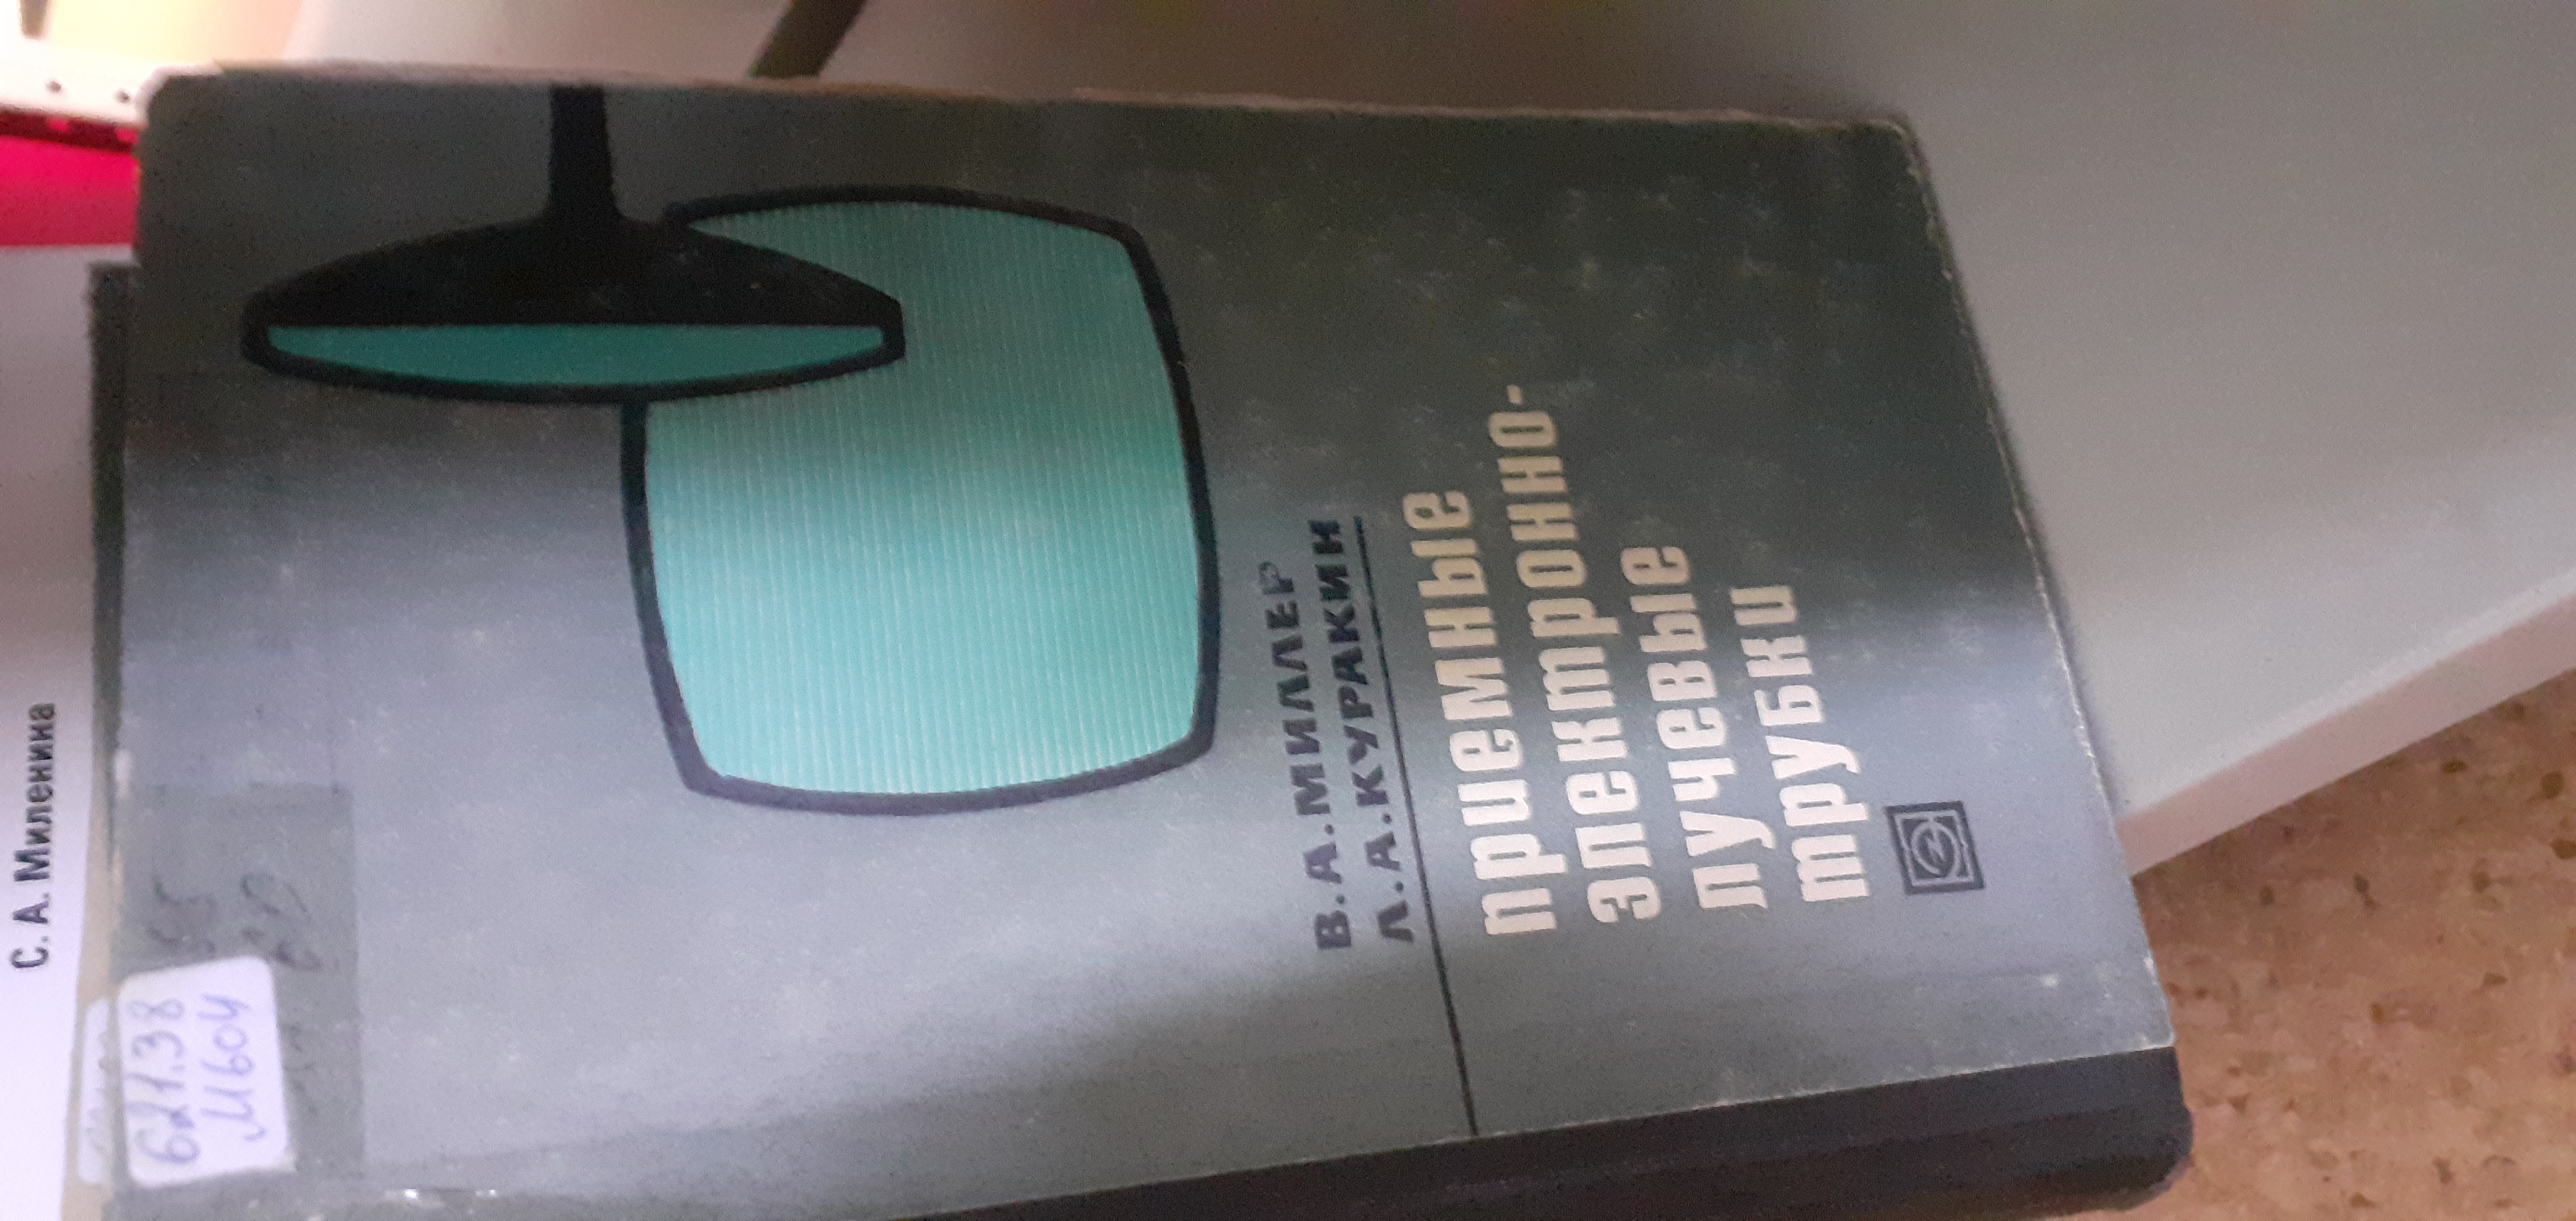 В. А. МИЛЛЕР
Л. А. КУРАКИН
приемные
электронно-
лучевые
трубки
621.38
М604
С. А. Миленина